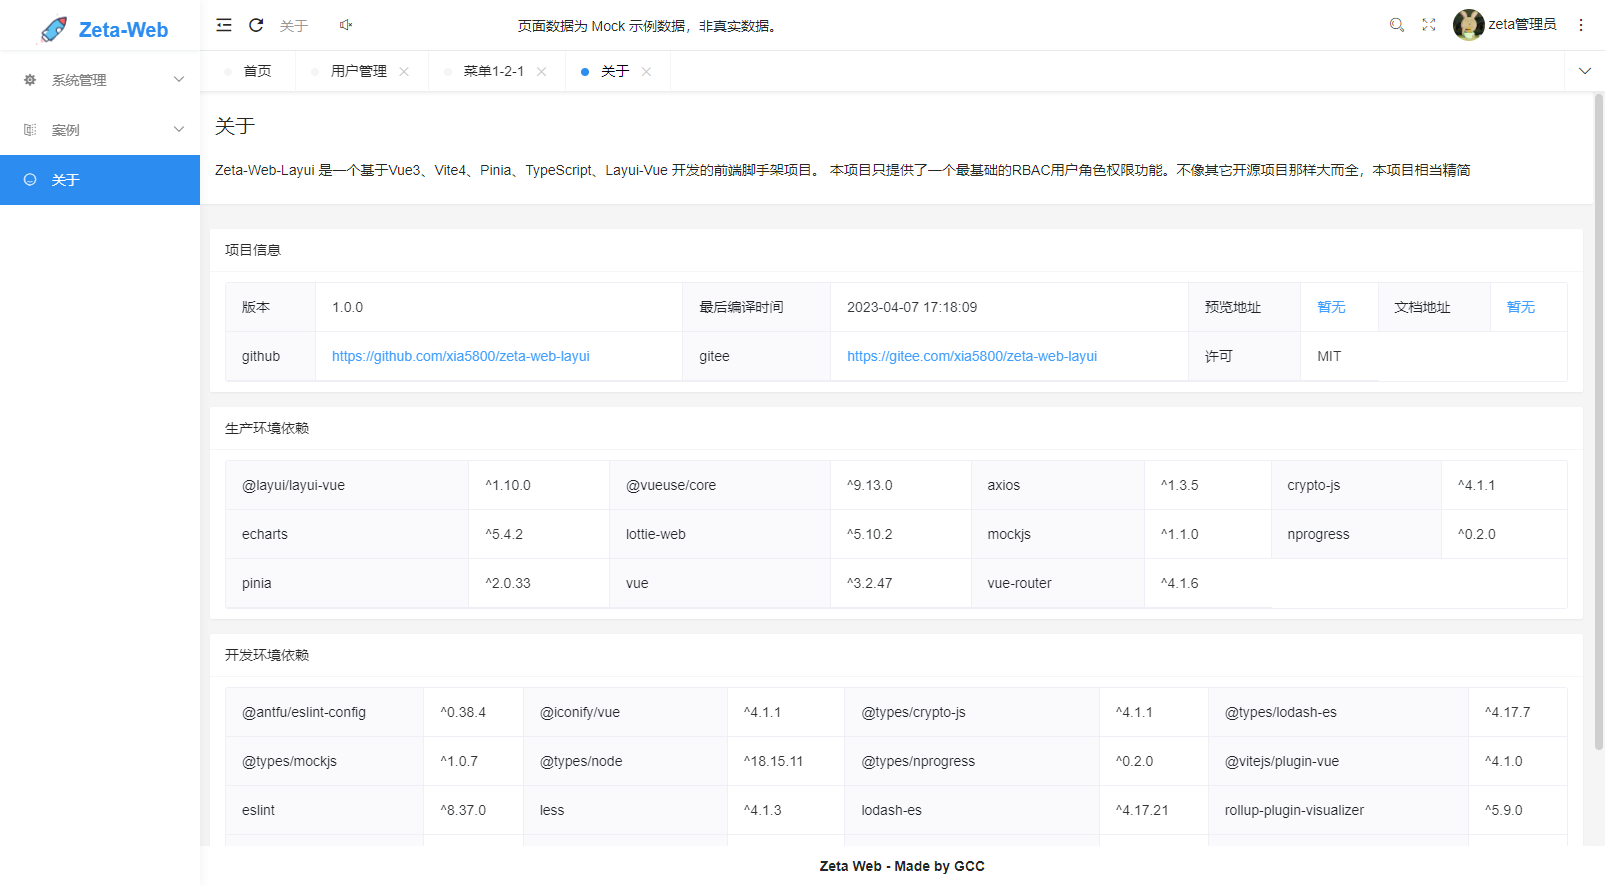 Zeta-Web
关于
页面数据为 Mock 示例数据，非真实数据。
zeta管理员
系统管理
案例
关于
首页
用户管理
菜单1-2-1
关于
关于
Zeta-Web-Layui 是一个基于Vue3、Vite4、Pinia、TypeScript、Layui-Vue 开发的前端脚手架项目。 本项目只提供了一个最基础的RBAC用户角色权限功能。不像其它开源项目那样大而全，本项目相当精简
项目信息
版本 1.0.0 最后编译时间 2023-04-07 17:18:09 预览地址 暂无 文档地址 暂无
github https://github.com/xia5800/zeta-web-layui gitee https://gitee.com/xia5800/zeta-web-layui 许可 MIT
生产环境依赖
@layui/layui-vue ^1.10.0 @vueuse/core ^9.13.0 axios ^1.3.5 crypto-js ^4.1.1
echarts ^5.4.2 lottie-web ^5.10.2 mockjs ^1.1.0 nprogress ^0.2.0
pinia ^2.0.33 vue ^3.2.47 vue-router ^4.1.6
开发环境依赖
@antfu/eslint-config ^0.38.4 @iconify/vue ^4.1.1 @types/crypto-js ^4.1.1 @types/lodash-es ^4.17.7
@types/mockjs ^1.0.7 @types/node ^18.15.11 @types/nprogress ^0.2.0 @vitejs/plugin-vue ^4.1.0
eslint ^8.37.0 less ^4.1.3 lodash-es ^4.17.21 rollup-plugin-visualizer ^5.9.0
Zeta Web - Made by GCC